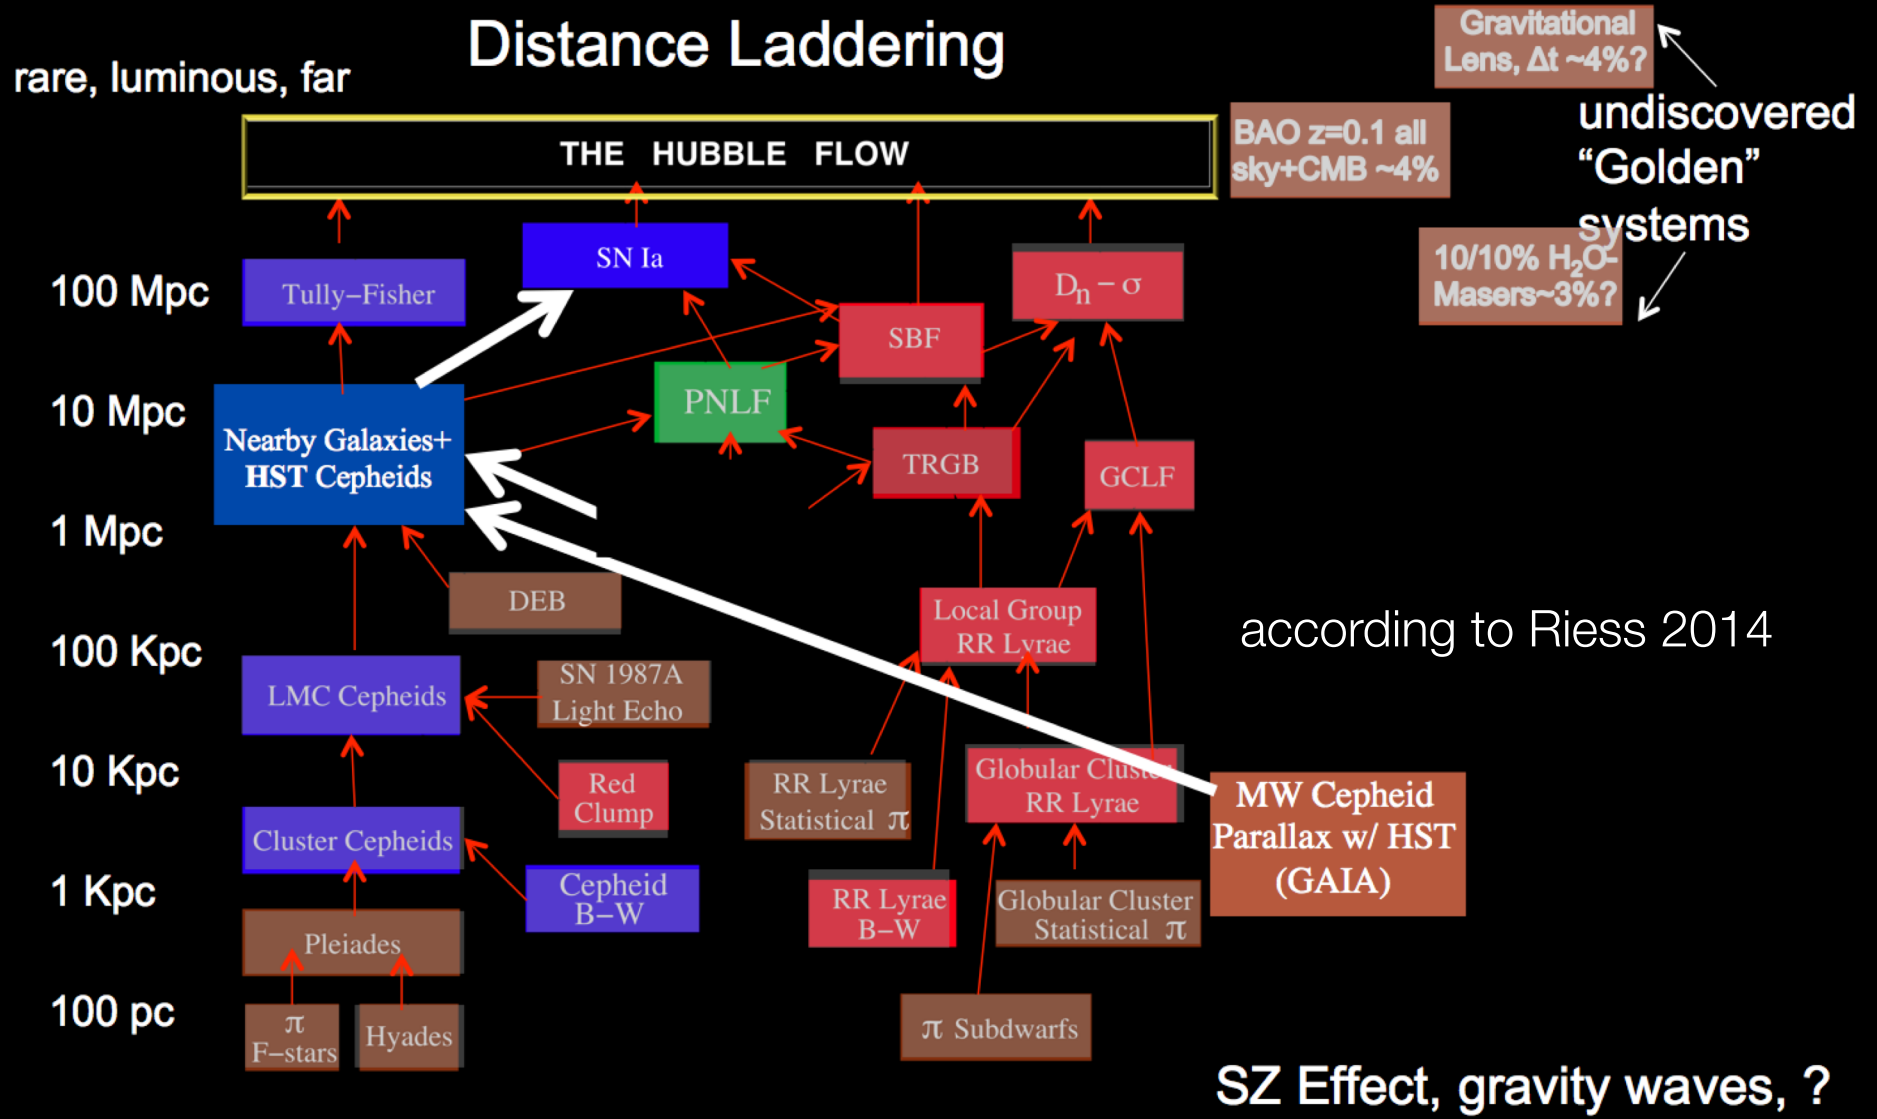 Distance Laddering
rare, luminous, far
Gravitational
Lens, Δt ~4%?
undiscovered
“Golden”
systems
THE HUBBLE FLOW
BAO z=0.1 all
sky+CMB ~4%
10/10% H₂O-
Masers~3%?
100 Mpc
10 Mpc
1 Mpc
100 Kpc
10 Kpc
1 Kpc
100 pc
SN Ia
Tully–Fisher
Dn – σ
SBF
PNLF
Nearby Galaxies+
HST Cepheids
TRGB
GCLF
DEB
Local Group
RR Lyrae
according to Riess 2014
LMC Cepheids
SN 1987A
Light Echo
Red
Clump
RR Lyrae
Statistical π
Globular Cluster
RR Lyrae
MW Cepheid
Parallax w/ HST
(GAIA)
Cluster Cepheids
Cepheid
B–W
RR Lyrae
B–W
Globular Cluster
Statistical π
Pleiades
π
F–stars
Hyades
π Subdwarfs
SZ Effect, gravity waves, ?